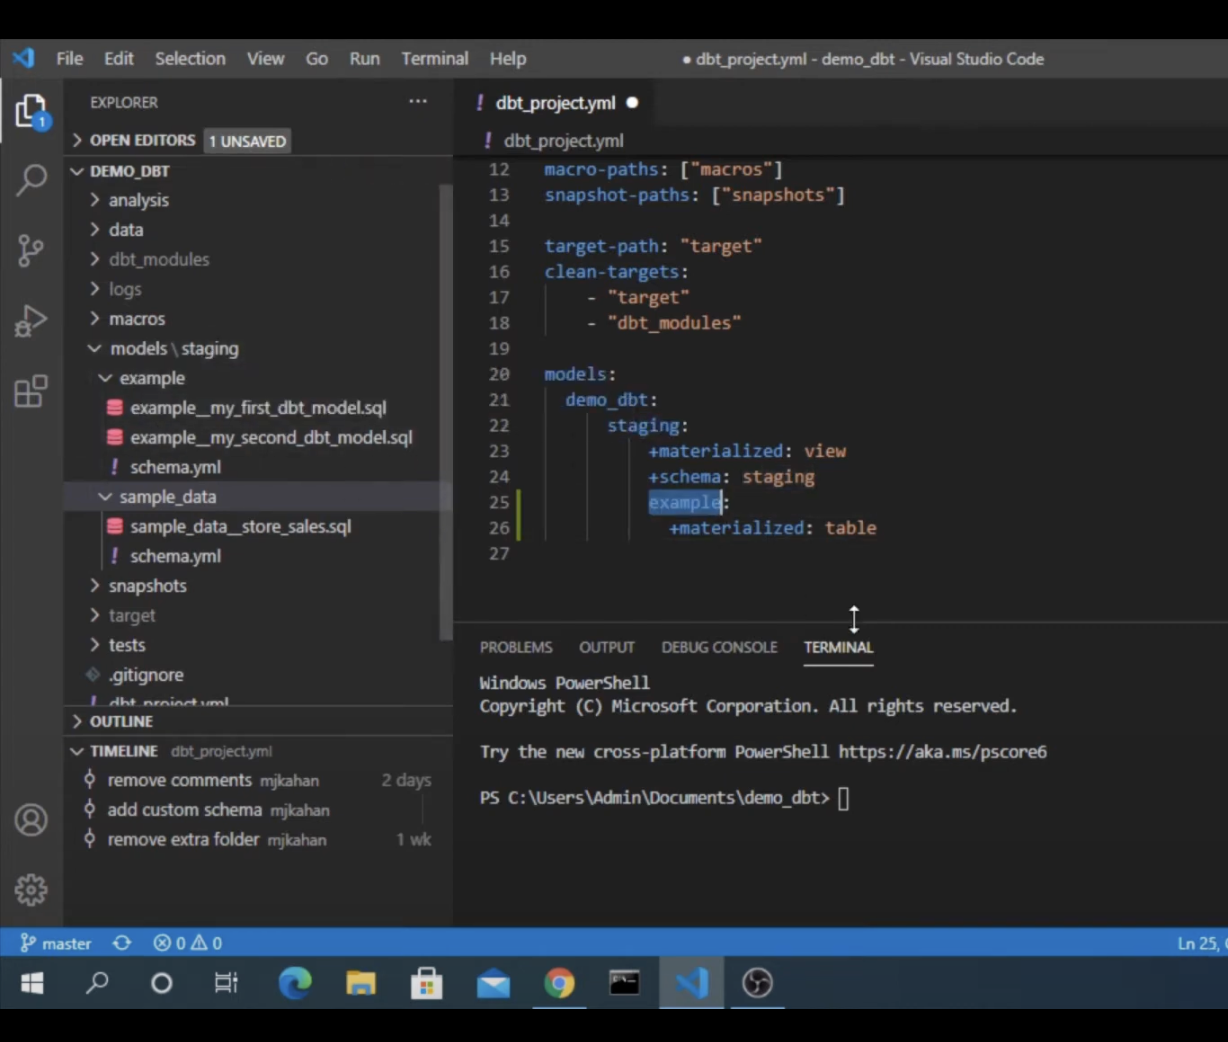 File Edit Selection View Go Run Terminal Help
● dbt_project.yml - demo_dbt - Visual Studio Code
EXPLORER ...
1
OPEN EDITORS 1 UNSAVED
DEMO_DBT
analysis
data
dbt_modules
logs
macros
models\staging
example
example__my_first_dbt_model.sql
example__my_second_dbt_model.sql
! schema.yml
sample_data
sample_data__store_sales.sql
! schema.yml
snapshots
target
tests
.gitignore
! dbt_project.yml
OUTLINE
TIMELINE dbt_project.yml
remove comments mjkahan 2 days
add custom schema mjkahan
remove extra folder mjkahan 1 wk
! dbt_project.yml ●
! dbt_project.yml
12 macro-paths: ["macros"]
13 snapshot-paths: ["snapshots"]
14
15 target-path: "target"
16 clean-targets:
17 - "target"
18 - "dbt_modules"
19
20 models:
21 demo_dbt:
22 staging:
23 +materialized: view
24 +schema: staging
25 example:
26 +materialized: table
27
PROBLEMS OUTPUT DEBUG CONSOLE TERMINAL
Windows PowerShell
Copyright (C) Microsoft Corporation. All rights reserved.
Try the new cross-platform PowerShell https://aka.ms/pscore6
PS C:\Users\Admin\Documents\demo_dbt>
master 0 0
Ln 25,